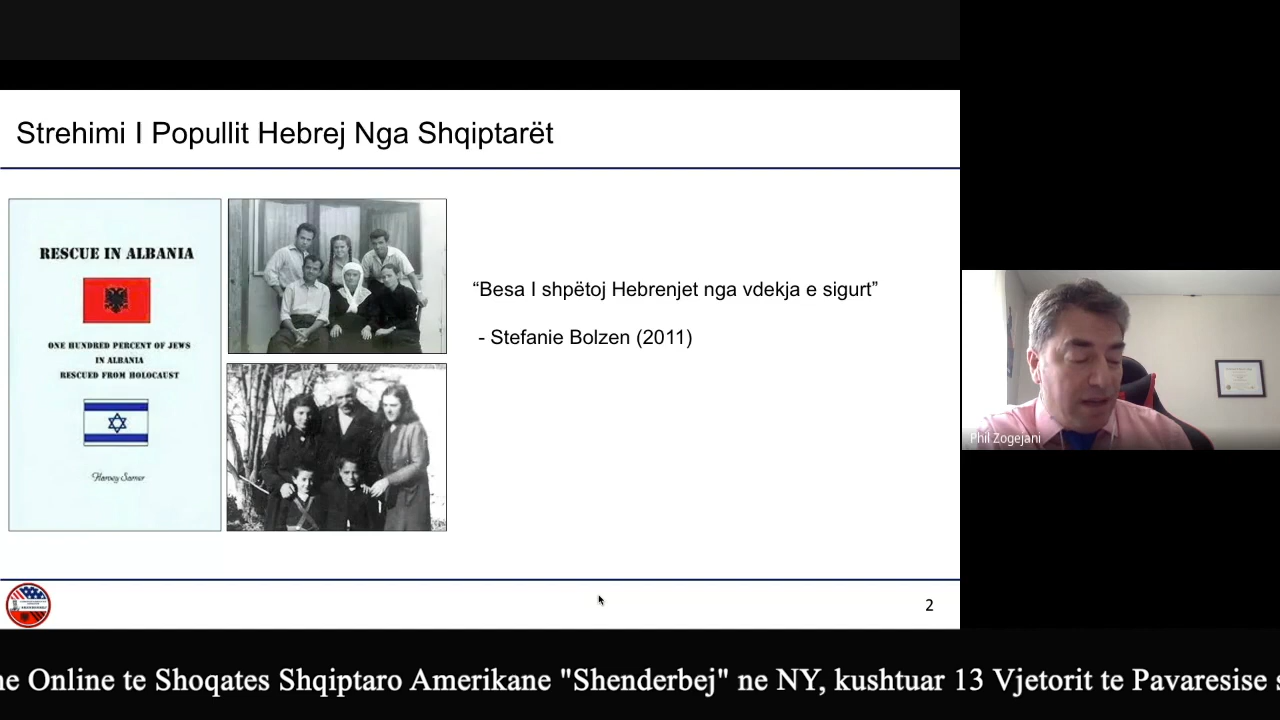 Strehimi I Popullit Hebrej Nga Shqiptarët
RESCUE IN ALBANIA
ONE HUNDRED PERCENT OF JEWS
IN ALBANIA
RESCUED FROM HOLOCAUST
Harvey Sarner
“Besa I shpëtoj Hebrenjet nga vdekja e sigurt”
- Stefanie Bolzen (2011)
2
Phil Zogejani
ne Online te Shoqates Shqiptaro Amerikane "Shenderbej" ne NY, kushtuar 13 Vjetorit te Pavaresise s